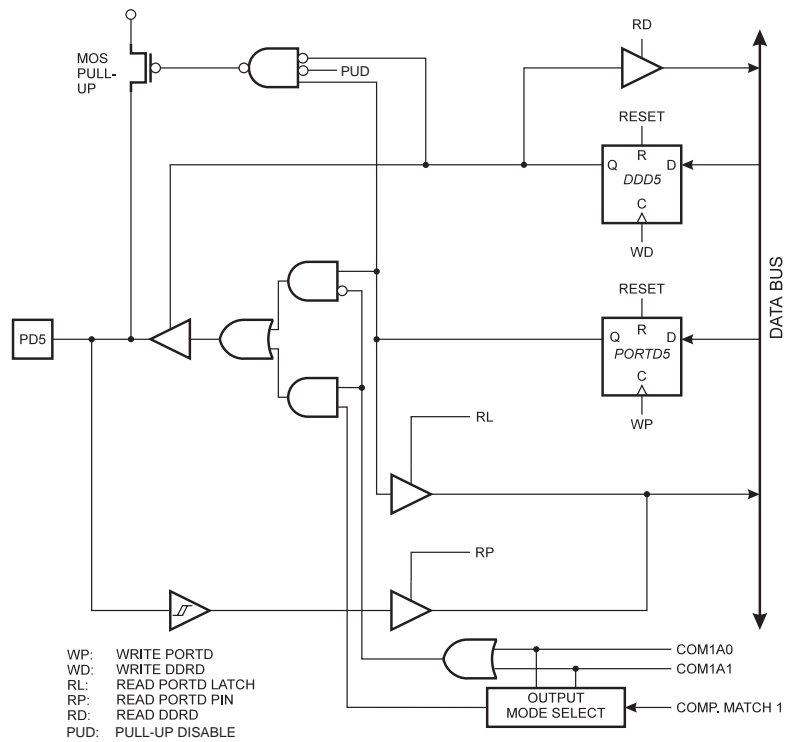 RD
MOS
PULL-
UP
PUD
RESET
R
Q
D
DDD5
C
WD
RESET
R
Q
D
PORTD5
C
WP
DATA BUS
PD5
RL
RP
WP: WRITE PORTD
WD: WRITE DDRD
RL: READ PORTD LATCH
RP: READ PORTD PIN
RD: READ DDRD
PUD: PULL-UP DISABLE
COM1A0
COM1A1
OUTPUT
MODE SELECT
COMP. MATCH 1